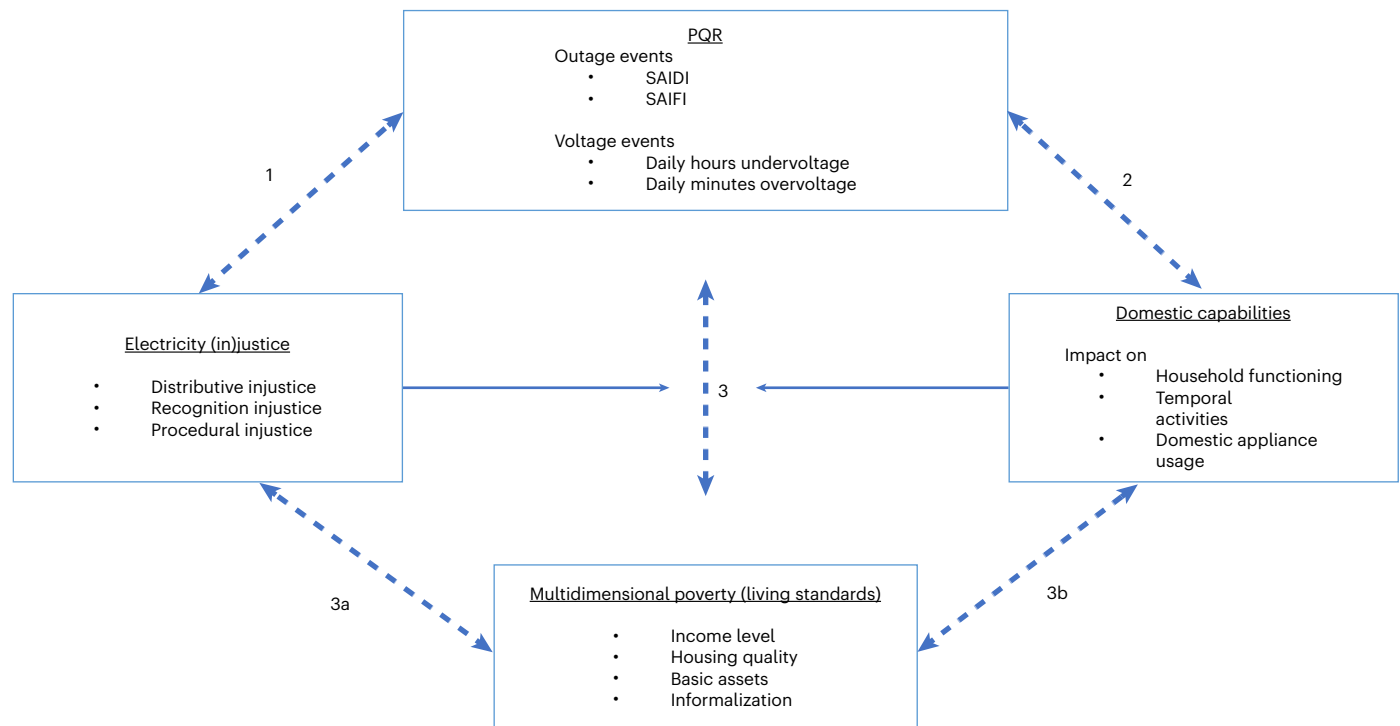 PQR
Outage events
• SAIDI
• SAIFI
Voltage events
• Daily hours undervoltage
• Daily minutes overvoltage
1
2
Electricity (in)justice
• Distributive injustice
• Recognition injustice
• Procedural injustice
3
Domestic capabilities
Impact on
• Household functioning
• Temporal
activities
• Domestic appliance
usage
3a
3b
Multidimensional poverty (living standards)
• Income level
• Housing quality
• Basic assets
• Informalization